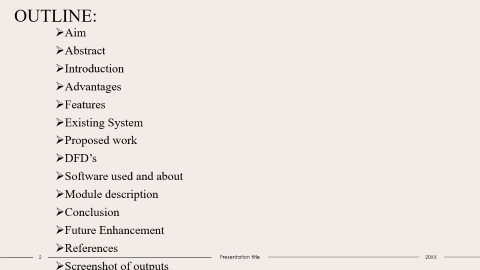 OUTLINE:
➢Aim
➢Abstract
➢Introduction
➢Advantages
➢Features
➢Existing System
➢Proposed work
➢DFD’s
➢Software used and about
➢Module description
➢Conclusion
➢Future Enhancement
➢References
2 Presentation title 20XX
➢Screenshot of outputs